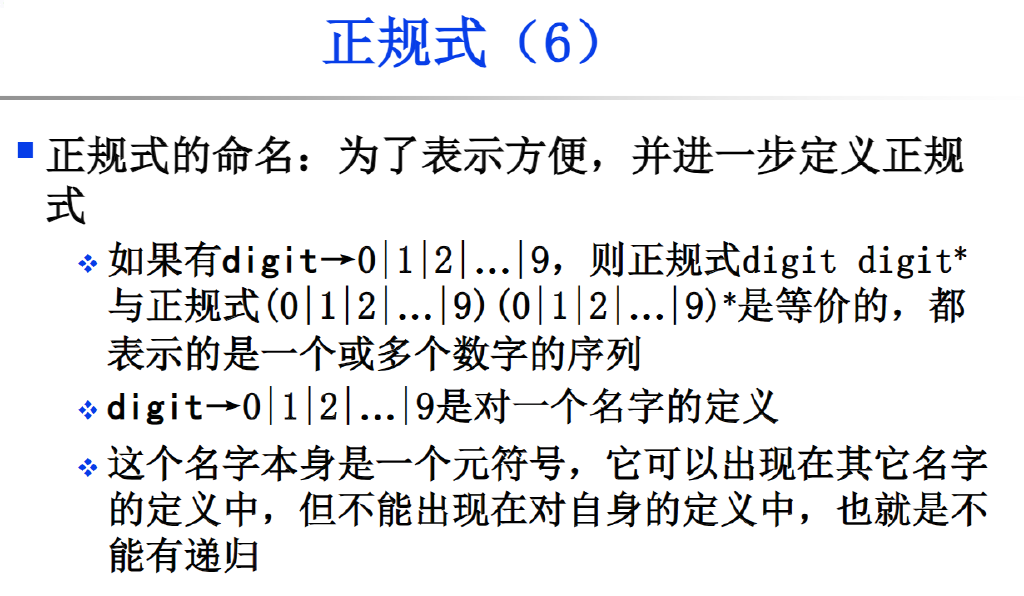 正规式（6）
正规式的命名：为了表示方便，并进一步定义正规
式
如果有digit→0|1|2|…|9，则正规式digit digit*
与正规式(0|1|2|…|9)(0|1|2|…|9)*是等价的，都
表示的是一个或多个数字的序列
digit→0|1|2|…|9是对一个名字的定义
这个名字本身是一个元符号，它可以出现在其它名字
的定义中，但不能出现在对自身的定义中，也就是不
能有递归